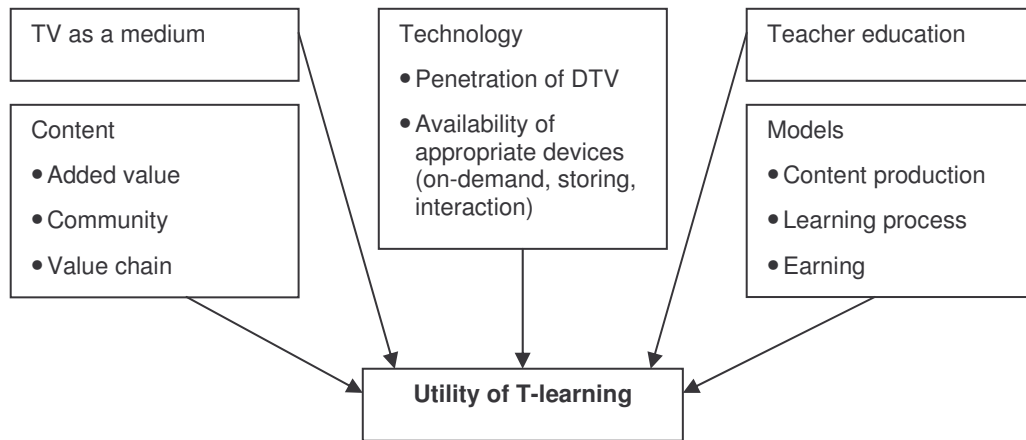 TV as a medium
Content
• Added value
• Community
• Value chain
Technology
• Penetration of DTV
• Availability of
appropriate devices
(on-demand, storing,
interaction)
Teacher education
Models
• Content production
• Learning process
• Earning
Utility of T-learning